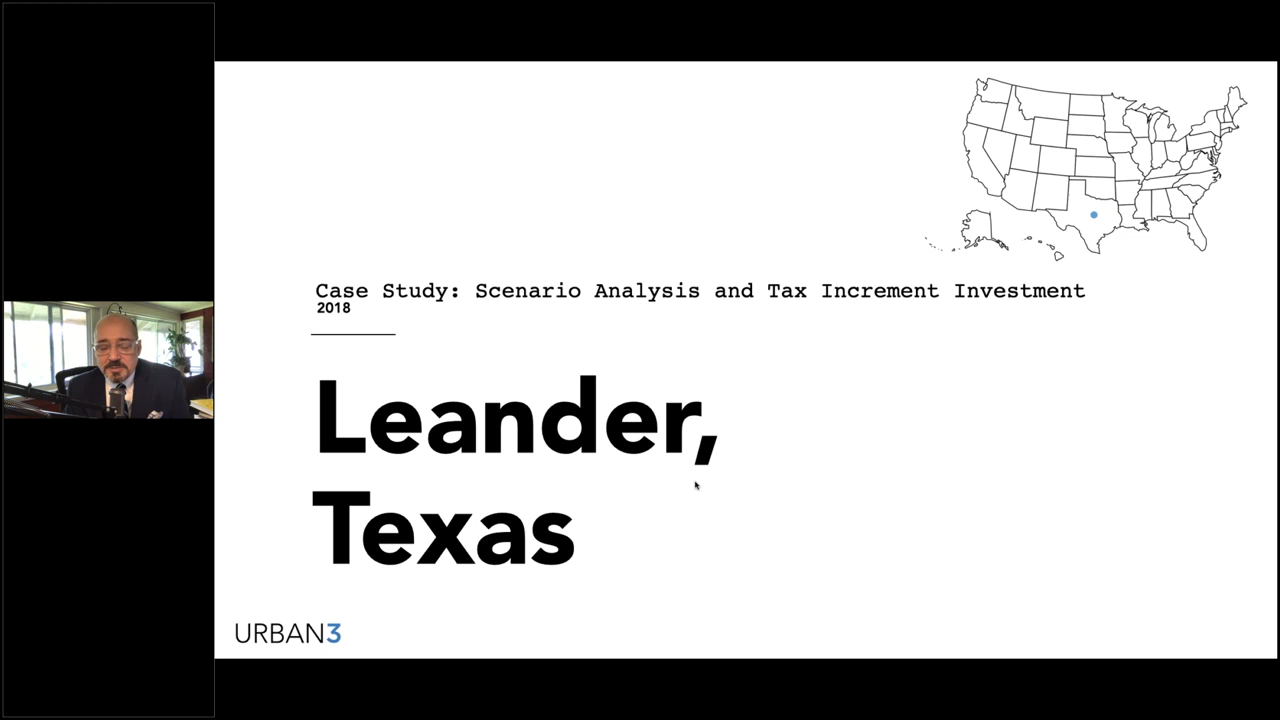 Case Study: Scenario Analysis and Tax Increment Investment
2018
Leander,
Texas
URBAN3